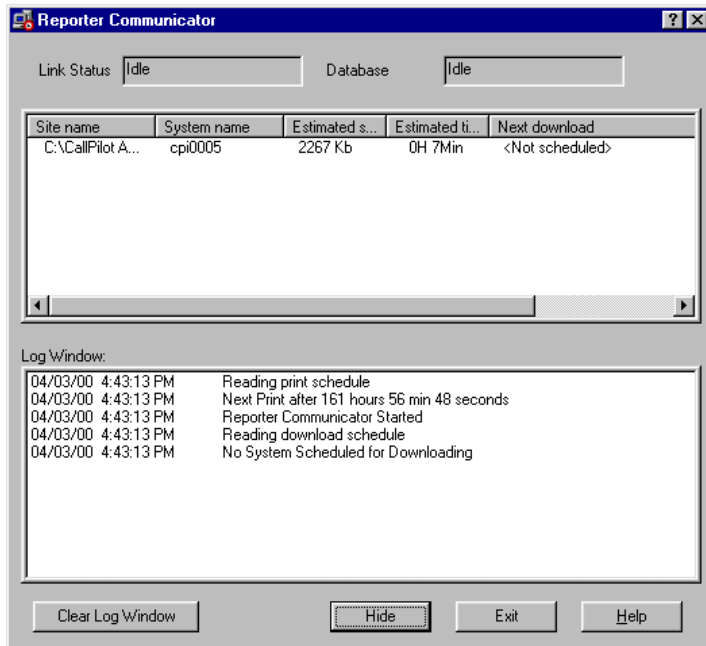 Reporter Communicator
Link Status Idle Database Idle
Site name System name Estimated s... Estimated ti... Next download
C:\CallPilot A... cpi0005 2267 Kb 0H 7Min <Not scheduled>
Log Window:
04/03/00 4:43:13 PM Reading print schedule
04/03/00 4:43:13 PM Next Print after 161 hours 56 min 48 seconds
04/03/00 4:43:13 PM Reporter Communicator Started
04/03/00 4:43:13 PM Reading download schedule
04/03/00 4:43:13 PM No System Scheduled for Downloading
Clear Log Window Hide Exit Help